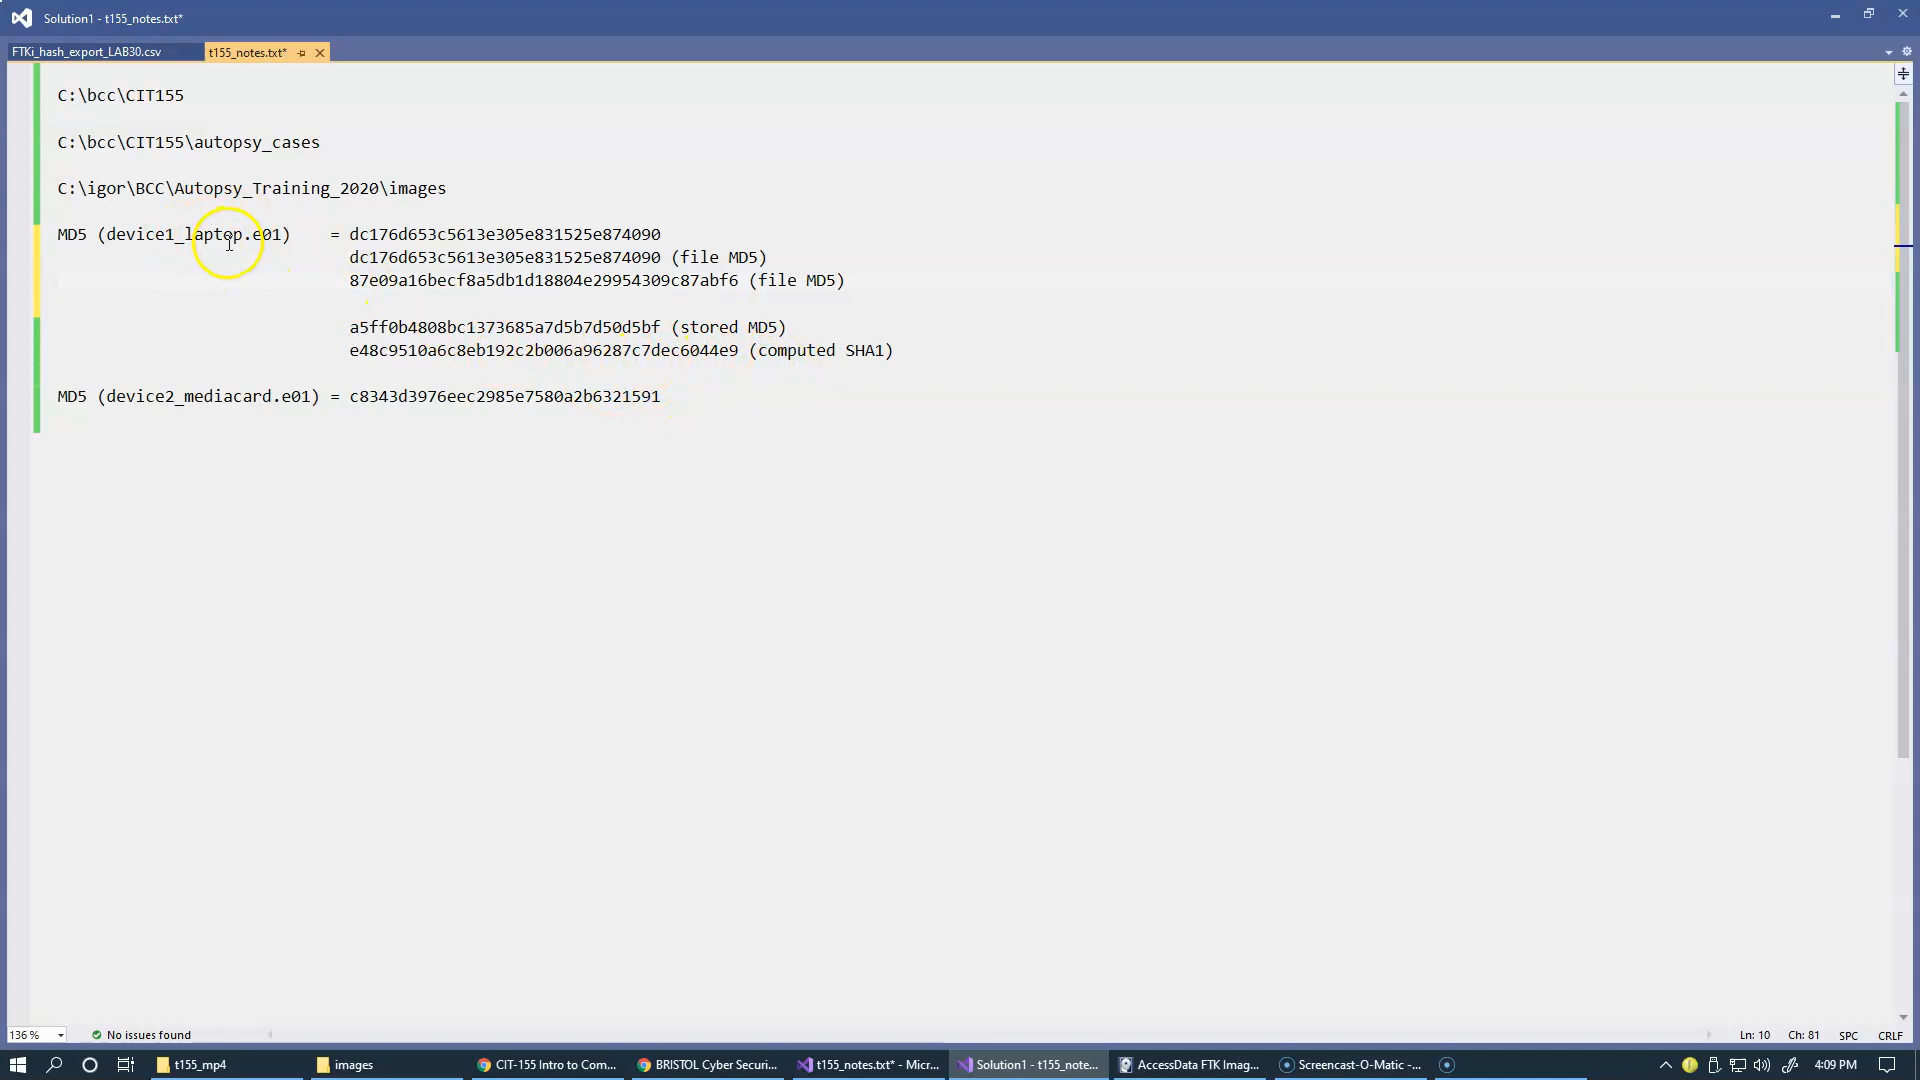 Solution1 - t155_notes.txt*
FTKi_hash_export_LAB30.csv
t155_notes.txt*
C:\bcc\CIT155
C:\bcc\CIT155\autopsy_cases
C:\igor\BCC\Autopsy_Training_2020\images
MD5 (device1_laptop.e01)    = dc176d653c5613e305e831525e874090
dc176d653c5613e305e831525e874090 (file MD5)
87e09a16becf8a5db1d18804e29954309c87abf6 (file MD5)
a5ff0b4808bc1373685a7d5b7d50d5bf (stored MD5)
e48c9510a6c8eb192c2b006a96287c7dec6044e9 (computed SHA1)
MD5 (device2_mediacard.e01) = c8343d3976eec2985e7580a2b6321591
136 %
No issues found
Ln: 10
Ch: 81
SPC
CRLF
t155_mp4
images
CIT-155 Intro to Com...
BRISTOL Cyber Securi...
t155_notes.txt* - Micr...
Solution1 - t155_note...
AccessData FTK Imag...
Screencast-O-Matic -...
4:09 PM